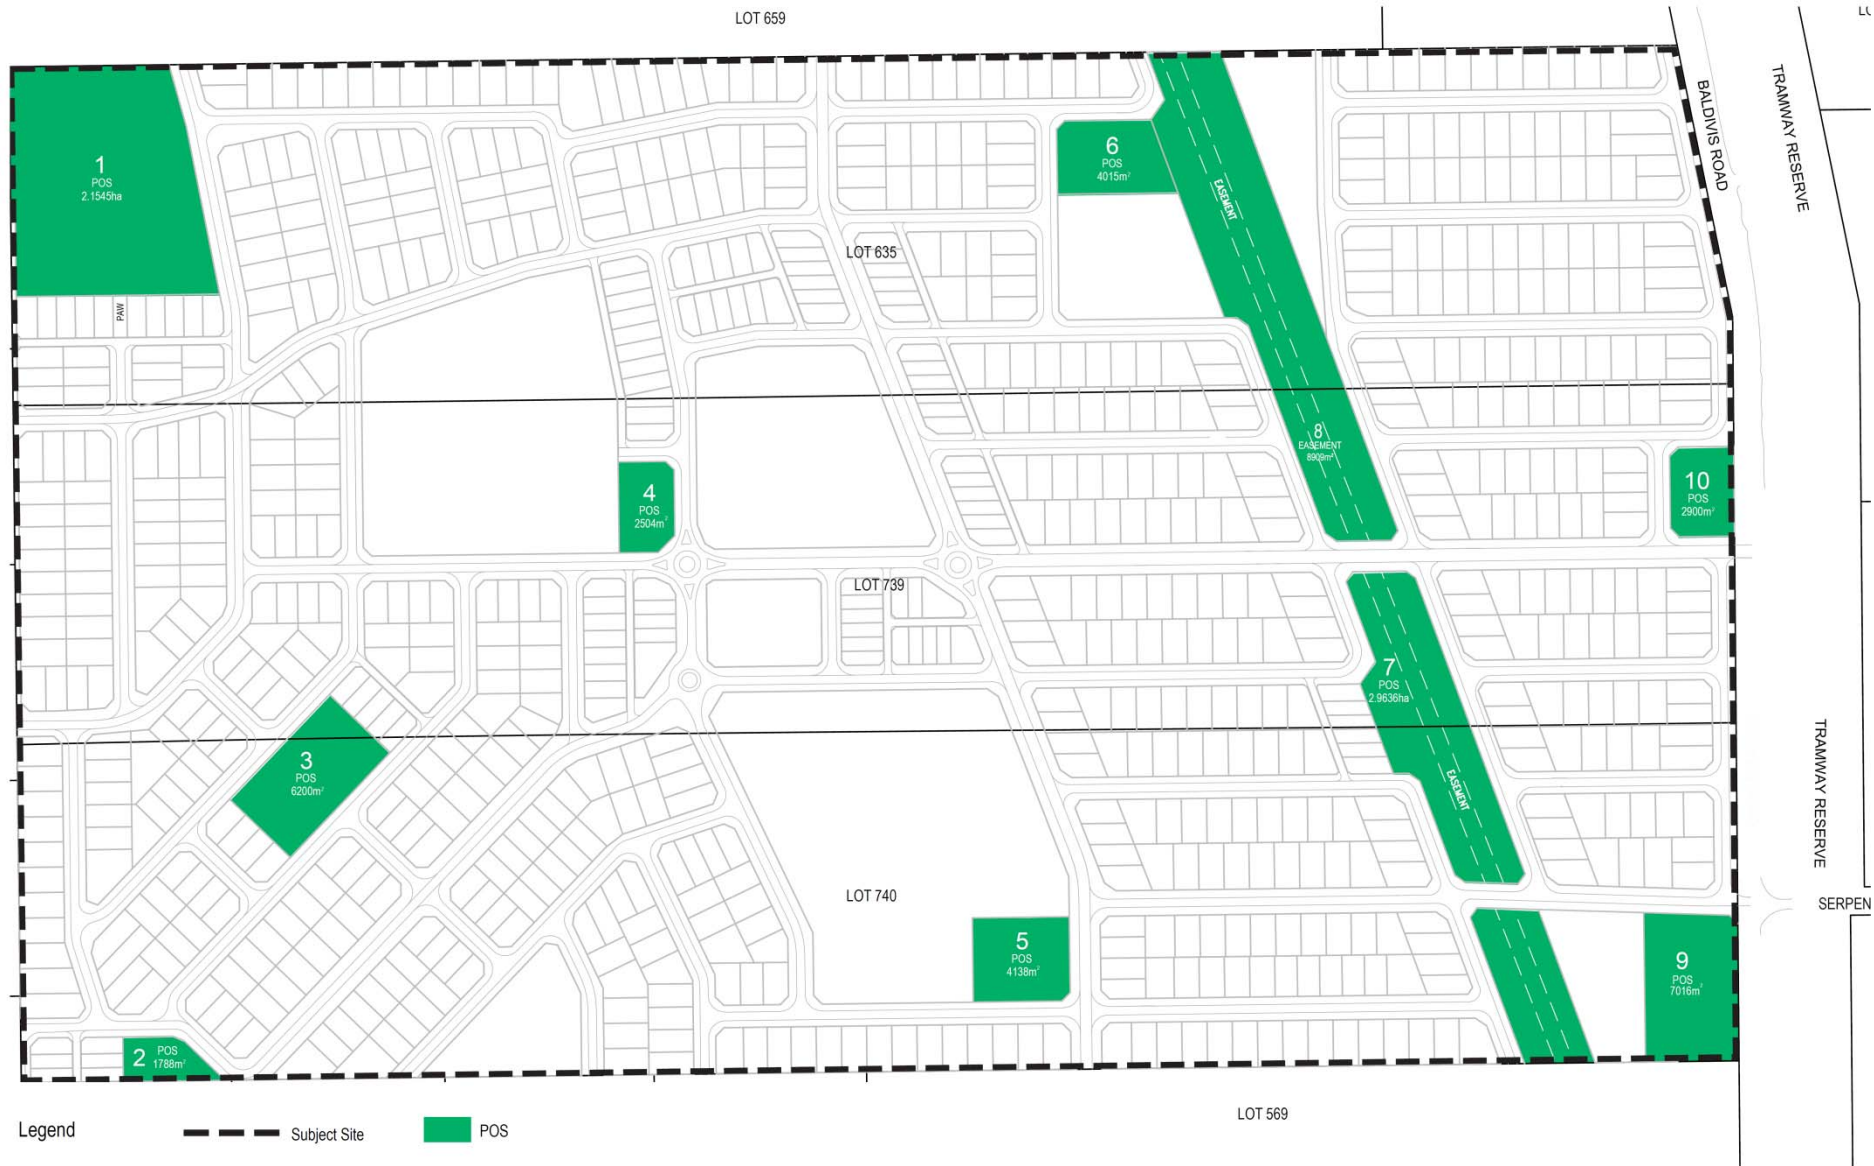 LOT 659
BALDIVIS ROAD
TRAMWAY RESERVE
1
POS
2.1545ha
6
POS
4015m²
EASEMENT
LOT 635
PAW
8
EASEMENT
8909m²
4
POS
2504m²
10
POS
2900m²
LOT 739
7
POS
2.9636ha
EASEMENT
3
POS
6200m²
TRAMWAY RESERVE
LOT 740
SERPEN
5
POS
4138m²
9
POS
7016m²
2
POS
1788m²
LOT 569
Legend
Subject Site
POS